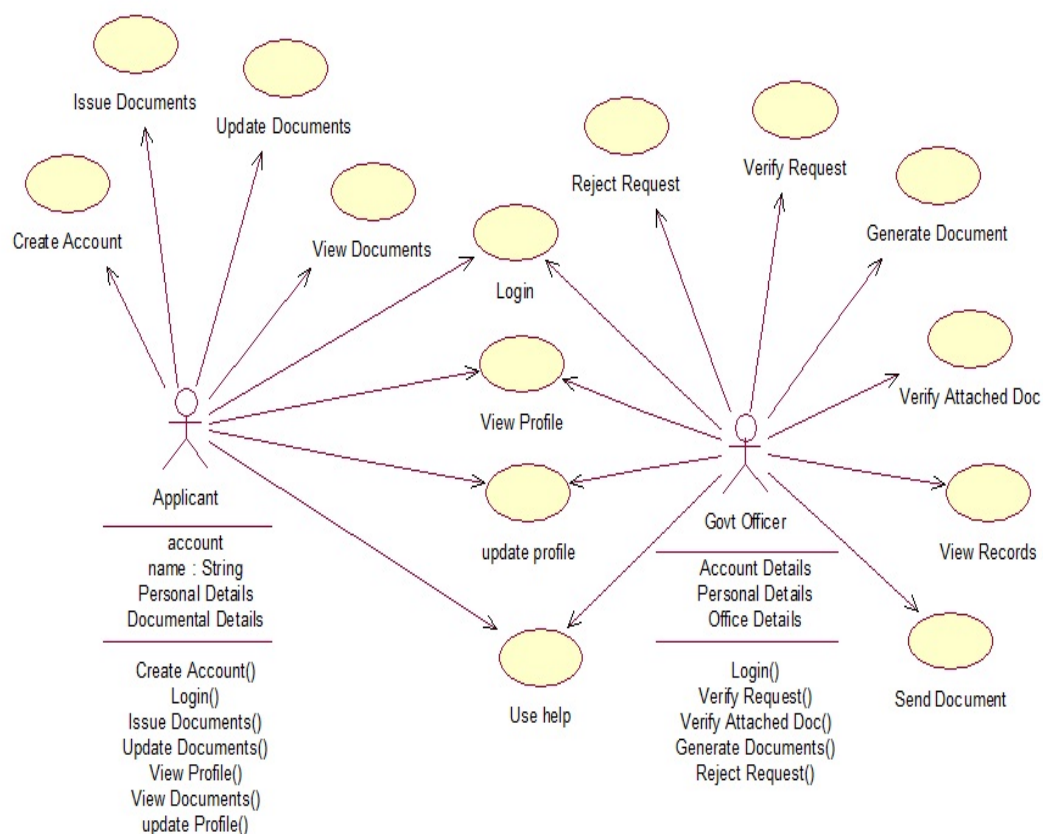 Issue Documents
Update Documents
Create Account
View Documents
Login
View Profile
update profile
Use help
Reject Request
Verify Request
Generate Document
Verify Attached Doc
View Records
Send Document
Applicant
account
name : String
Personal Details
Documental Details
Create Account()
Login()
Issue Documents()
Update Documents()
View Profile()
View Documents()
update Profile()
Govt Officer
Account Details
Personal Details
Office Details
Login()
Verify Request()
Verify Attached Doc()
Generate Documents()
Reject Request()